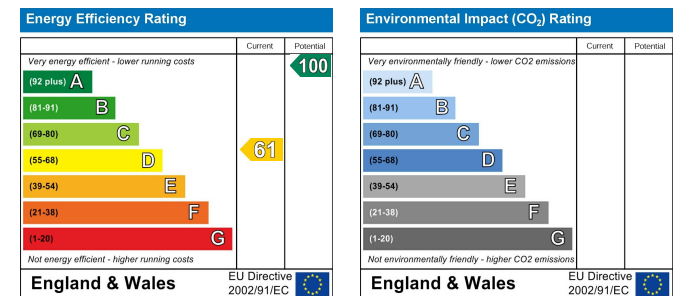 Energy Efficiency Rating
Current Potential
Very energy efficient - lower running costs
(92 plus) A
(81-91) B
(69-80) C
(55-68) D
(39-54) E
(21-38) F
(1-20) G
100
61
Not energy efficient - higher running costs
England & Wales
EU Directive
2002/91/EC
Environmental Impact (CO₂) Rating
Current Potential
Very environmentally friendly - lower CO2 emissions
(92 plus) A
(81-91) B
(69-80) C
(55-68) D
(39-54) E
(21-38) F
(1-20) G
Not environmentally friendly - higher CO2 emissions
England & Wales
EU Directive
2002/91/EC